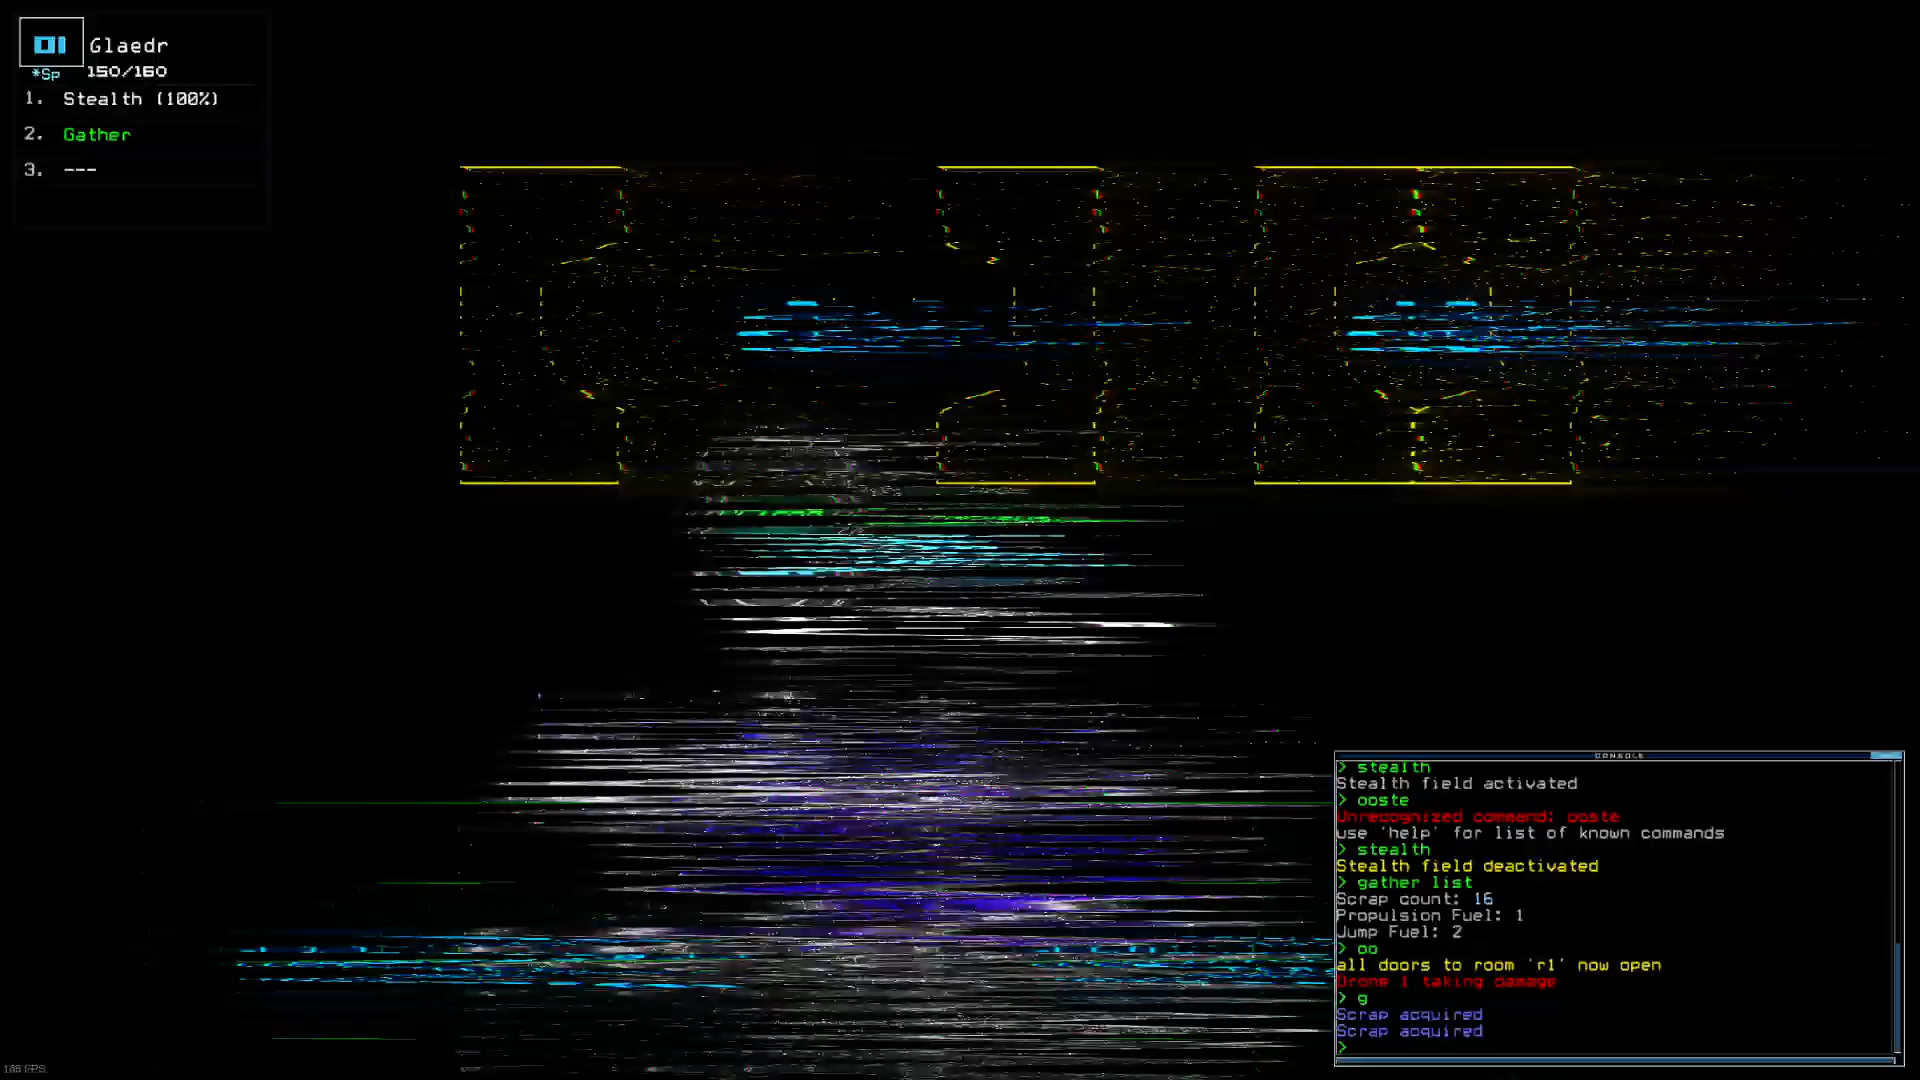 Glaedr
*Sp 150/160
1. Stealth (100%)
2. Gather
3. ---
CONSOLE
> stealth
Stealth field activated
> ooste
Unrecognized command: ooste
use 'help' for list of known commands
> stealth
Stealth field deactivated
> gather list
Scrap count: 16
Propulsion Fuel: 1
Jump Fuel: 2
> oo
all doors to room 'r1' now open
Drone 1 taking damage
> g
Scrap acquired
Scrap acquired
>